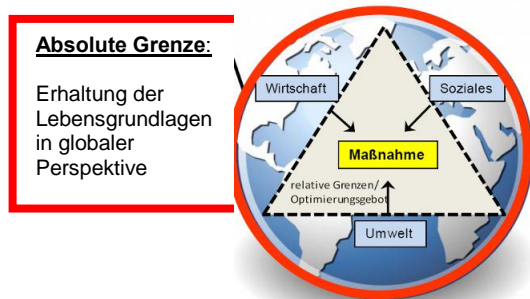 Absolute Grenze:
Erhaltung der
Lebensgrundlagen
in globaler
Perspektive
Wirtschaft
Soziales
Maßnahme
relative Grenzen/
Optimierungsgebot
Umwelt